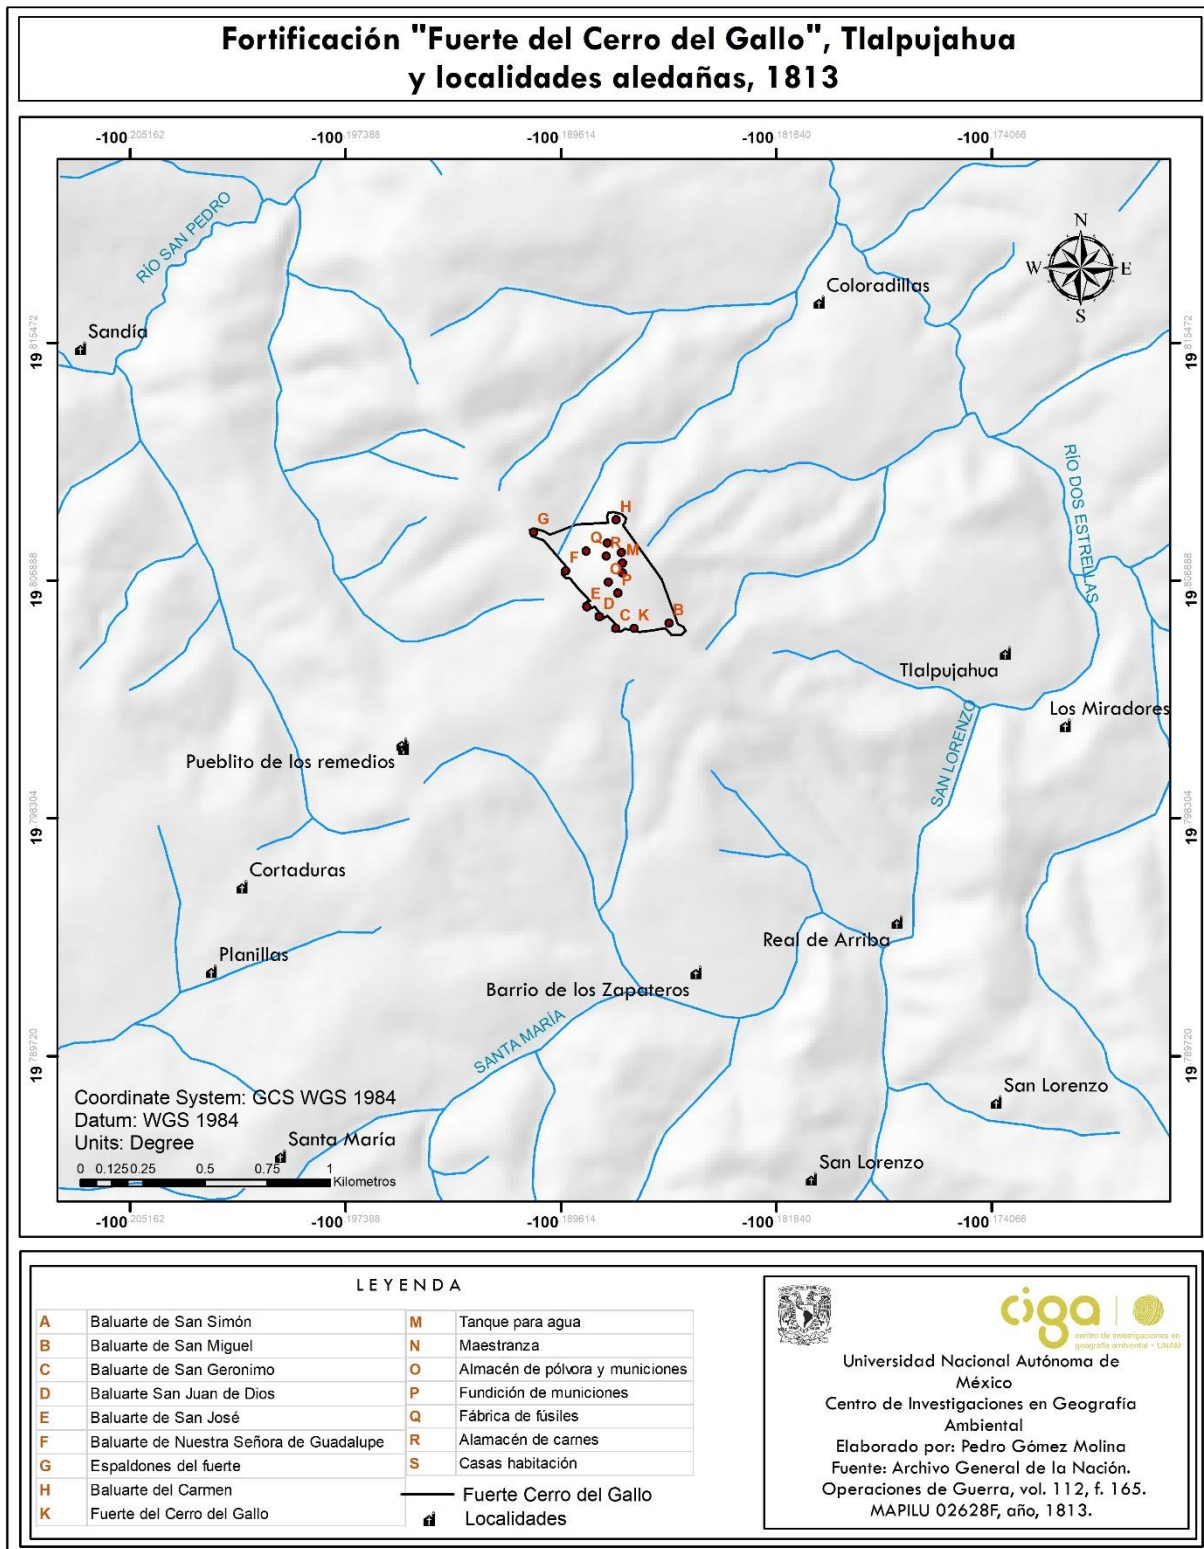 Fortificación "Fuerte del Cerro del Gallo", Tlalpujahua
y localidades aledañas, 1813
-100.205162
-100.197388
-100.189614
-100.181840
-100.174066
RÍO SAN PEDRO
N
W
E
S
Coloradillas
Sandía
19.815472
19.815472
RÍO DOS ESTRELLAS
H
G
Q
R
M
F
O
P
19.806888
19.806888
E
D
C
K
B
Tlalpujahua
Los Miradores
SAN LORENZO
Pueblito de los remedios
19.798304
19.798304
Cortaduras
Real de Arriba
Planillas
Barrio de los Zapateros
SANTA MARÍA
19.789720
19.789720
Coordinate System: GCS WGS 1984
Datum: WGS 1984
Units: Degree
San Lorenzo
Santa María
San Lorenzo
0 0.125 0.25 0.5 0.75 1
Kilometros
-100.205162
-100.197388
-100.189614
-100.181840
-100.174066
LEYENDA
A Baluarte de San Simón
B Baluarte de San Miguel
C Baluarte de San Geronimo
D Baluarte San Juan de Dios
E Baluarte de San José
F Baluarte de Nuestra Señora de Guadalupe
G Espaldones del fuerte
H Baluarte del Carmen
K Fuerte del Cerro del Gallo
M Tanque para agua
N Maestranza
O Almacén de pólvora y municiones
P Fundición de municiones
Q Fábrica de fúsiles
R Alamacén de carnes
S Casas habitación
Fuerte Cerro del Gallo
Localidades
ciga
centro de investigaciones en
geografía ambiental • UNAM
Universidad Nacional Autónoma de
México
Centro de Investigaciones en Geografía
Ambiental
Elaborado por: Pedro Gómez Molina
Fuente: Archivo General de la Nación.
Operaciones de Guerra, vol. 112, f. 165.
MAPILU 02628F, año, 1813.